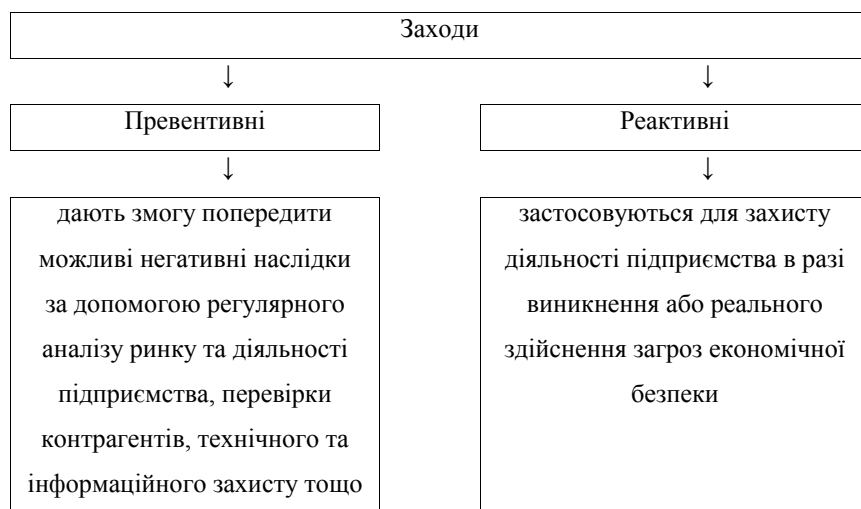 Заходи
↓ ↓
Превентивні
Реактивні
↓ ↓
дають змогу попередити
можливі негативні наслідки
за допомогою регулярного
аналізу ринку та діяльності
підприємства, перевірки
контрагентів, технічного та
інформаційного захисту тощо
застосовуються для захисту
діяльності підприємства в разі
виникнення або реального
здійснення загроз економічної
безпеки